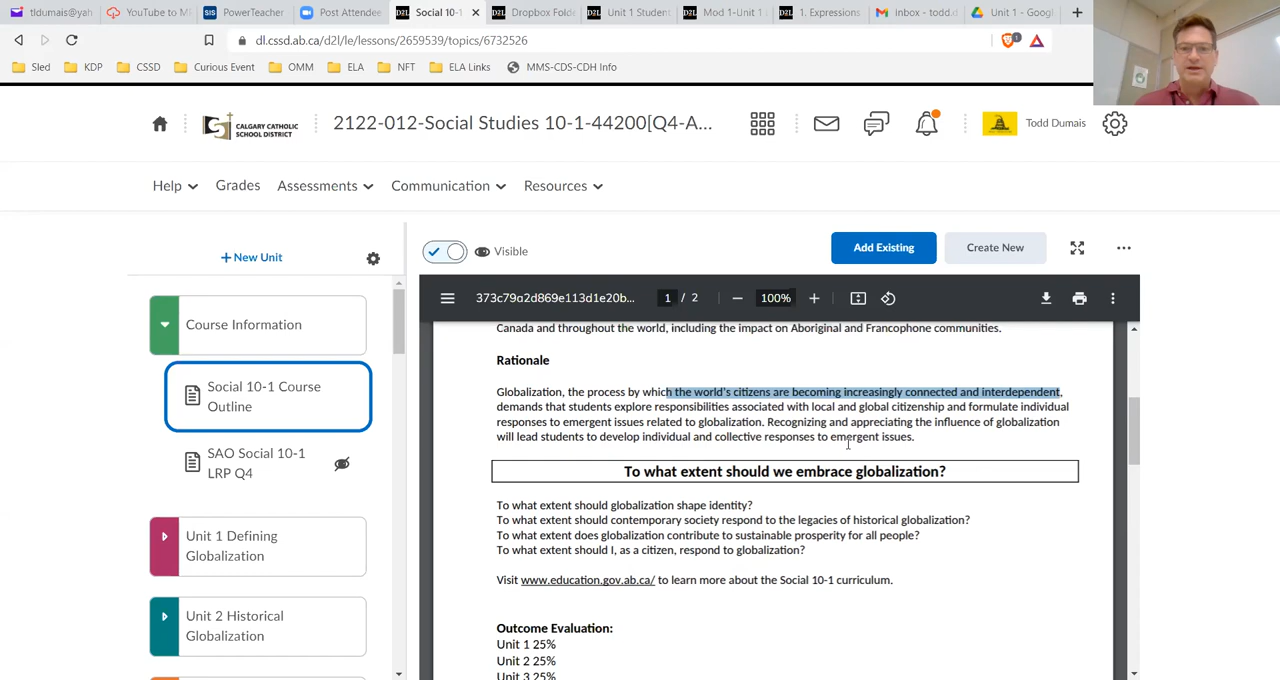 tldumais@yah
YouTube to MP
SIS PowerTeacher
Post Attendee
D2L Social 10-1
D2L Dropbox Folde
D2L Unit 1 Studen
D2L Mod 1-Unit 1
D2L 1. Expressions
Inbox - todd.d
Unit 1 - Googl
dl.cssd.ab.ca/d2l/le/lessons/2659539/topics/6732526
Sled
KDP
CSSD
Curious Event
OMM
ELA
NFT
ELA Links
MMS-CDS-CDH Info
CALGARY CATHOLIC
SCHOOL DISTRICT
2122-012-Social Studies 10-1-44200[Q4-A...
Todd Dumais
Help
Grades
Assessments
Communication
Resources
+ New Unit
Visible
Add Existing
Create New
373c79a2d869e113d1e20b...
1 / 2
100%
Course Information
Social 10-1 Course
Outline
SAO Social 10-1
LRP Q4
Unit 1 Defining
Globalization
Unit 2 Historical
Globalization
Canada and throughout the world, including the impact on Aboriginal and Francophone communities.
Rationale
Globalization, the process by which the world's citizens are becoming increasingly connected and interdependent,
demands that students explore responsibilities associated with local and global citizenship and formulate individual
responses to emergent issues related to globalization. Recognizing and appreciating the influence of globalization
will lead students to develop individual and collective responses to emergent issues.
To what extent should we embrace globalization?
To what extent should globalization shape identity?
To what extent should contemporary society respond to the legacies of historical globalization?
To what extent does globalization contribute to sustainable prosperity for all people?
To what extent should I, as a citizen, respond to globalization?
Visit www.education.gov.ab.ca/ to learn more about the Social 10-1 curriculum.
Outcome Evaluation:
Unit 1 25%
Unit 2 25%
Unit 3 25%